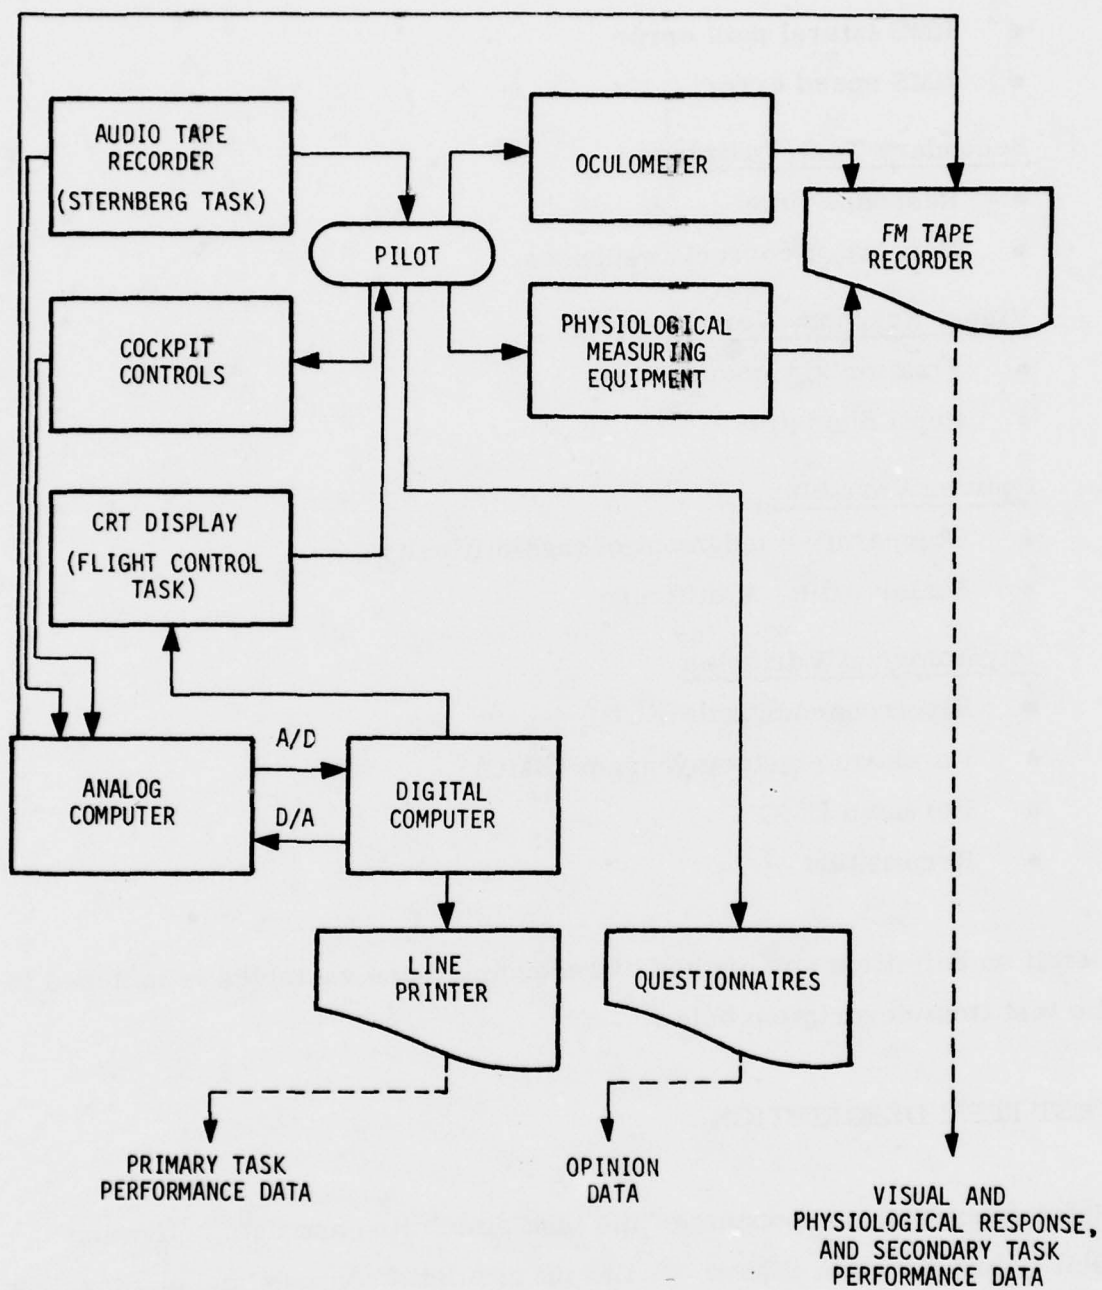 AUDIO TAPE
RECORDER
(STERNBERG TASK)
OCULOMETER
FM TAPE
RECORDER
PILOT
COCKPIT
CONTROLS
PHYSIOLOGICAL
MEASURING
EQUIPMENT
CRT DISPLAY
(FLIGHT CONTROL
TASK)
ANALOG
COMPUTER
A/D
D/A
DIGITAL
COMPUTER
LINE
PRINTER
QUESTIONNAIRES
PRIMARY TASK
PERFORMANCE DATA
OPINION
DATA
VISUAL AND
PHYSIOLOGICAL RESPONSE,
AND SECONDARY TASK
PERFORMANCE DATA